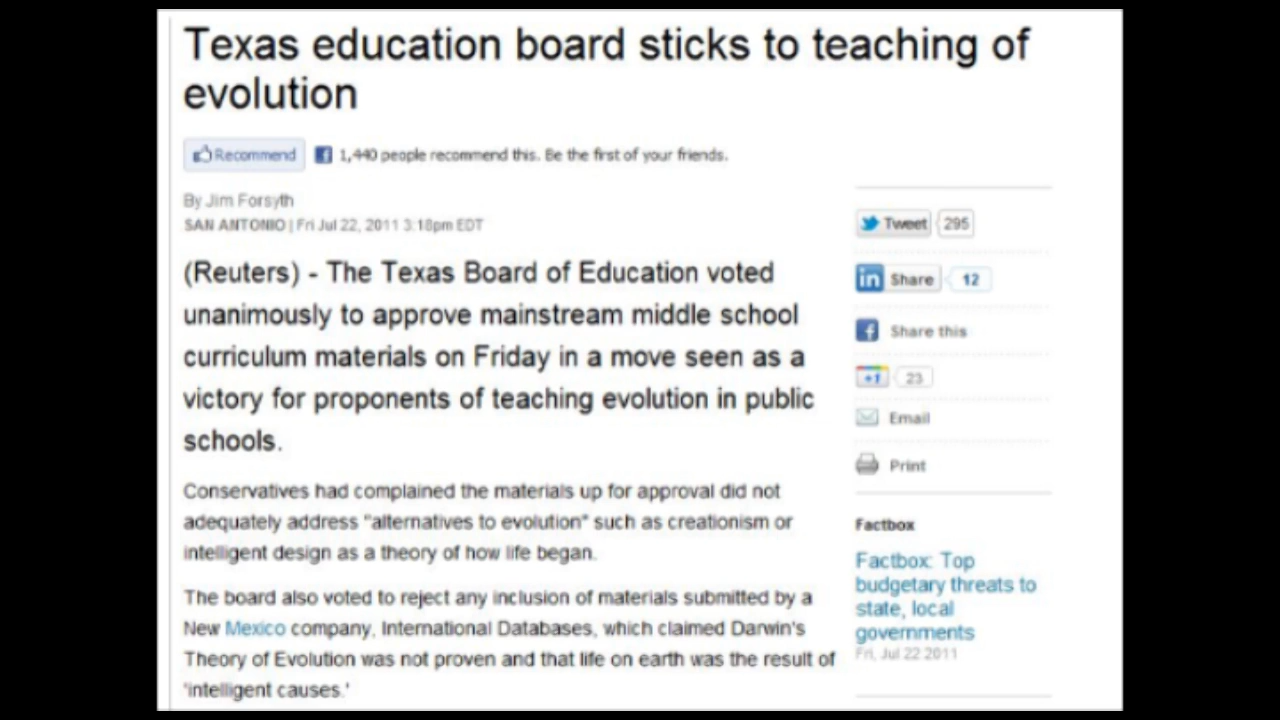 Texas education board sticks to teaching of
evolution
Recommend
1,440 people recommend this. Be the first of your friends.
By Jim Forsyth
SAN ANTONIO | Fri Jul 22, 2011 3:18pm EDT
(Reuters) - The Texas Board of Education voted
unanimously to approve mainstream middle school
curriculum materials on Friday in a move seen as a
victory for proponents of teaching evolution in public
schools.
Conservatives had complained the materials up for approval did not
adequately address "alternatives to evolution" such as creationism or
intelligent design as a theory of how life began.
The board also voted to reject any inclusion of materials submitted by a
New Mexico company, International Databases, which claimed Darwin's
Theory of Evolution was not proven and that life on earth was the result of
'intelligent causes.'
Tweet 295
in Share 12
f Share this
+1 23
Email
Print
Factbox
Factbox: Top
budgetary threats to
state, local
governments
Fri, Jul 22 2011